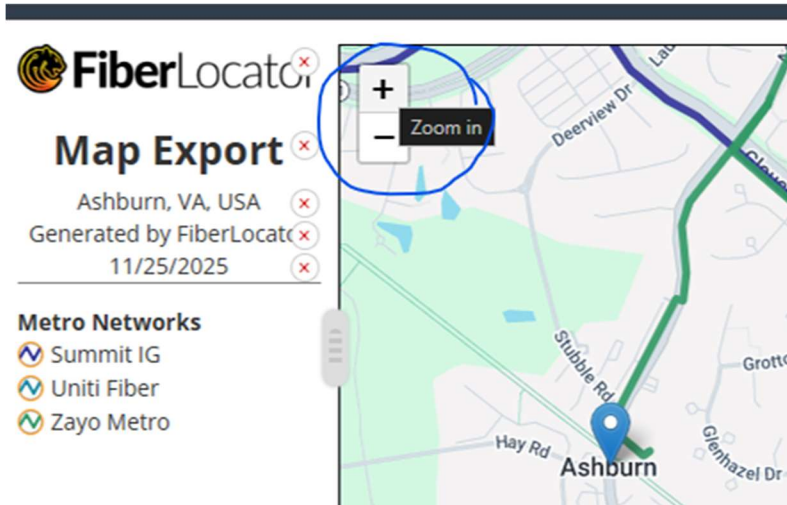 FiberLocator
Map Export
Ashburn, VA, USA
Generated by FiberLocat
11/25/2025
Metro Networks
Summit IG
Uniti Fiber
Zayo Metro
+
−
Zoom in
Deerview Dr
Stubble Rd
Hay Rd
Ashburn
Glenhazel Dr